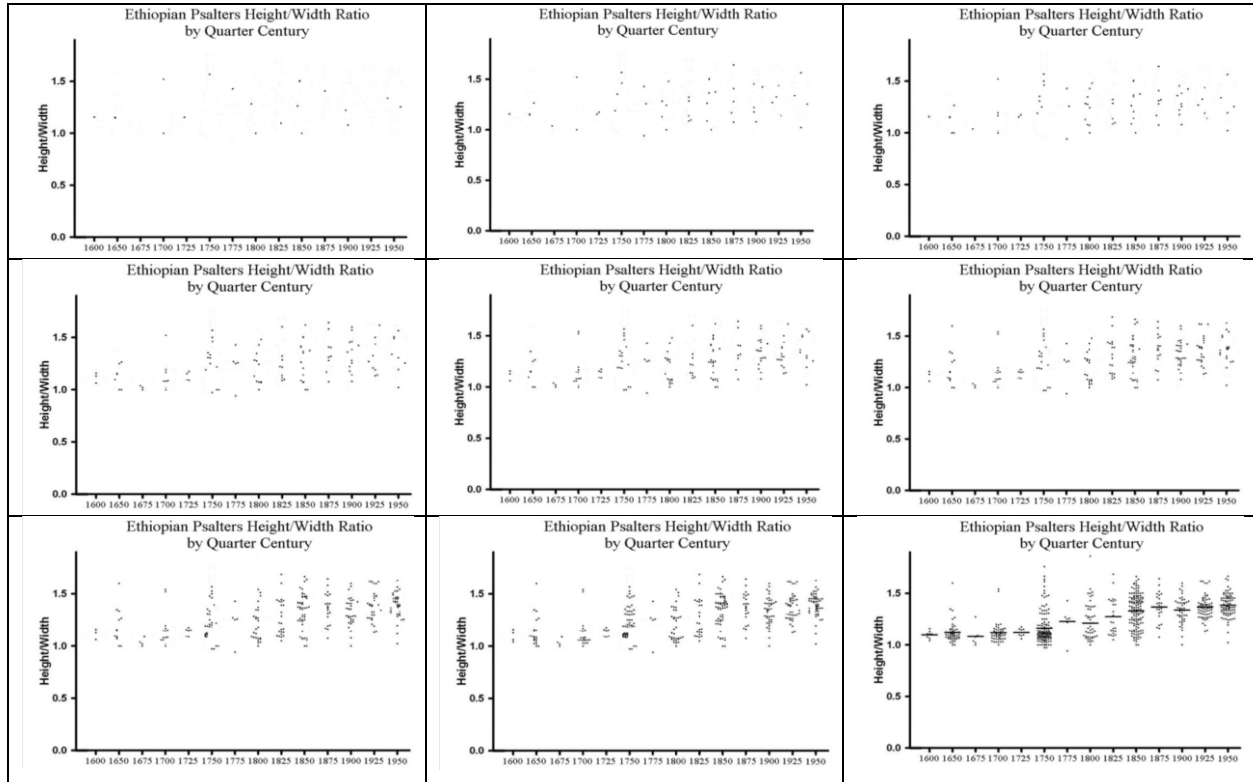 Ethiopian Psalters Height/Width Ratio
by Quarter Century
Height/Width
1.5
1.0
0.5
0.0
1600 1650 1675 1700 1725 1750 1775 1800 1825 1850 1875 1900 1925 1950
Ethiopian Psalters Height/Width Ratio
by Quarter Century
Height/Width
1.5
1.0
0.5
0.0
1600 1650 1675 1700 1725 1750 1775 1800 1825 1850 1875 1900 1925 1950
Ethiopian Psalters Height/Width Ratio
by Quarter Century
Height/Width
1.5
1.0
0.5
0.0
1600 1650 1675 1700 1725 1750 1775 1800 1825 1850 1875 1900 1925 1950
Ethiopian Psalters Height/Width Ratio
by Quarter Century
Height/Width
1.5
1.0
0.5
0.0
1600 1650 1675 1700 1725 1750 1775 1800 1825 1850 1875 1900 1925 1950
Ethiopian Psalters Height/Width Ratio
by Quarter Century
Height/Width
1.5
1.0
0.5
0.0
1600 1650 1675 1700 1725 1750 1775 1800 1825 1850 1875 1900 1925 1950
Ethiopian Psalters Height/Width Ratio
by Quarter Century
Height/Width
1.5
1.0
0.5
0.0
1600 1650 1675 1700 1725 1750 1775 1800 1825 1850 1875 1900 1925 1950
Ethiopian Psalters Height/Width Ratio
by Quarter Century
Height/Width
1.5
1.0
0.5
0.0
1600 1650 1675 1700 1725 1750 1775 1800 1825 1850 1875 1900 1925 1950
Ethiopian Psalters Height/Width Ratio
by Quarter Century
Height/Width
1.5
1.0
0.5
0.0
1600 1650 1675 1700 1725 1750 1775 1800 1825 1850 1875 1900 1925 1950
Ethiopian Psalters Height/Width Ratio
by Quarter Century
Height/Width
1.5
1.0
0.5
0.0
1600 1650 1675 1700 1725 1750 1775 1800 1825 1850 1875 1900 1925 1950